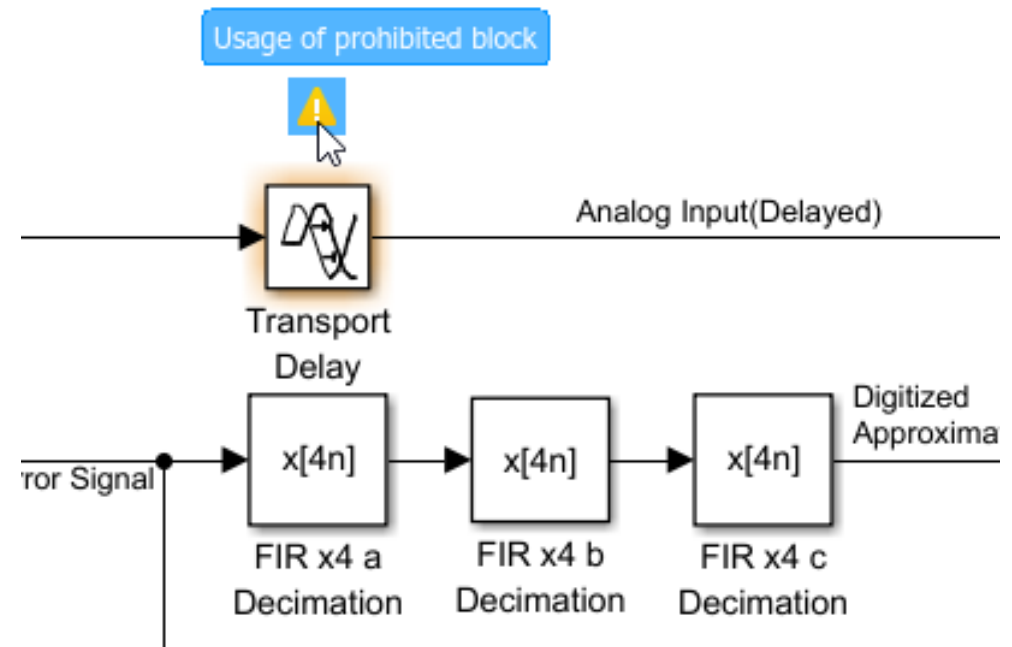 Usage of prohibited block
Analog Input(Delayed)
Transport
Delay
Digitized
Approxima
x[4n]
x[4n]
x[4n]
rror Signal
FIR x4 a
Decimation
FIR x4 b
Decimation
FIR x4 c
Decimation